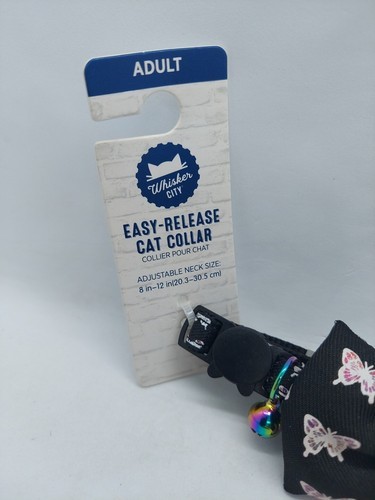 ADULT
Whisker
CITY
EASY-RELEASE
CAT COLLAR
COLLIER POUR CHAT
ADJUSTABLE NECK SIZE:
8 in–12 in(20.3–30.5 cm)